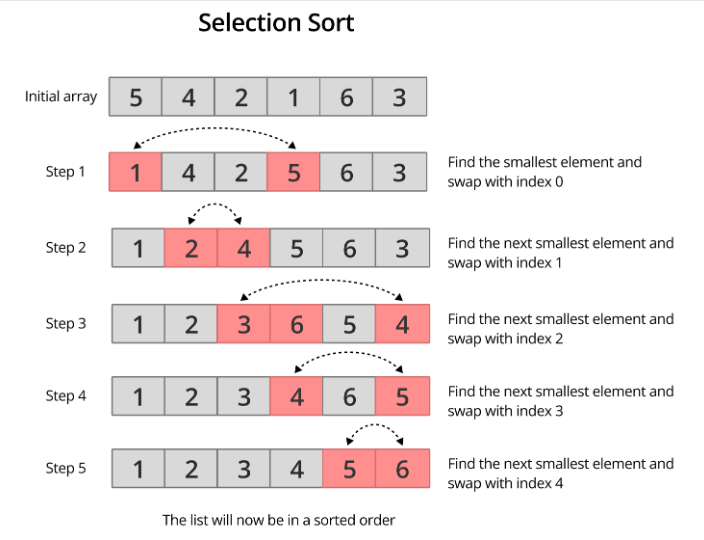 Selection Sort
Initial array 5 4 2 1 6 3
Step 1 1 4 2 5 6 3 Find the smallest element and
swap with index 0
Step 2 1 2 4 5 6 3 Find the next smallest element and
swap with index 1
Step 3 1 2 3 6 5 4 Find the next smallest element and
swap with index 2
Step 4 1 2 3 4 6 5 Find the next smallest element and
swap with index 3
Step 5 1 2 3 4 5 6 Find the next smallest element and
swap with index 4
The list will now be in a sorted order